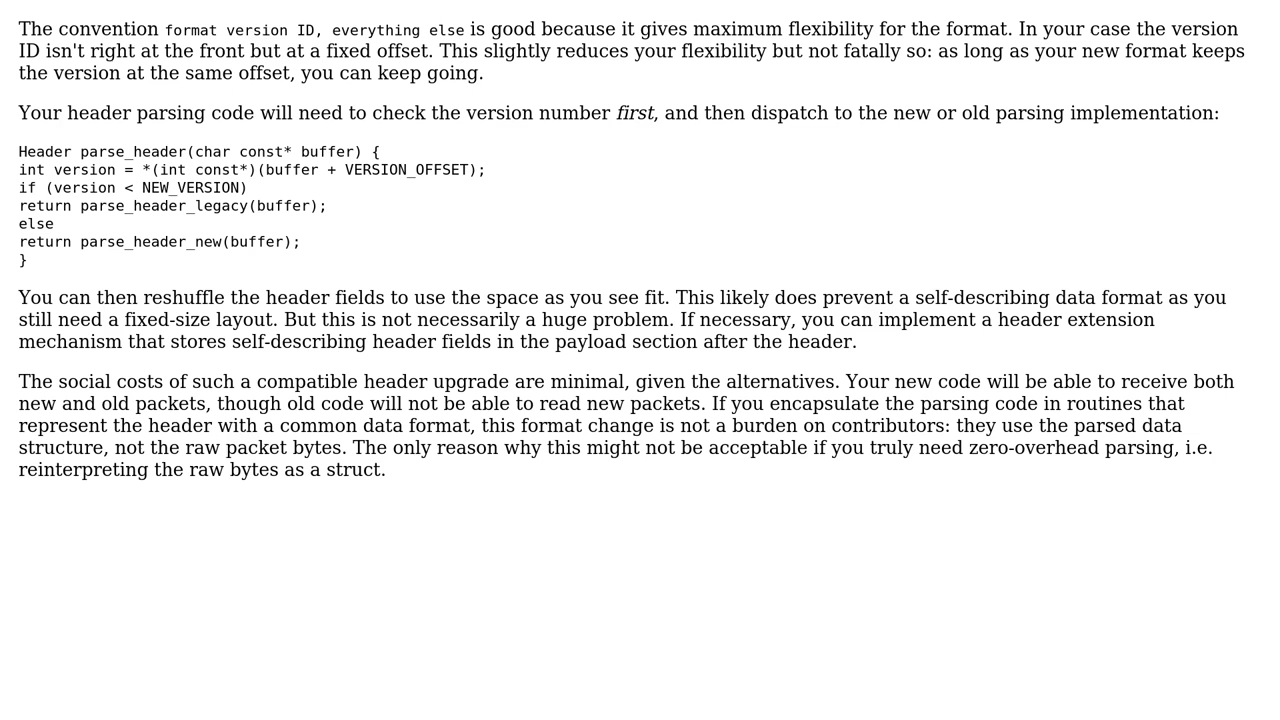 The convention format version ID, everything else is good because it gives maximum flexibility for the format. In your case the version
ID isn't right at the front but at a fixed offset. This slightly reduces your flexibility but not fatally so: as long as your new format keeps
the version at the same offset, you can keep going.
Your header parsing code will need to check the version number first, and then dispatch to the new or old parsing implementation:
Header parse_header(char const* buffer) {
int version = *(int const*)(buffer + VERSION_OFFSET);
if (version < NEW_VERSION)
return parse_header_legacy(buffer);
else
return parse_header_new(buffer);
}
You can then reshuffle the header fields to use the space as you see fit. This likely does prevent a self-describing data format as you
still need a fixed-size layout. But this is not necessarily a huge problem. If necessary, you can implement a header extension
mechanism that stores self-describing header fields in the payload section after the header.
The social costs of such a compatible header upgrade are minimal, given the alternatives. Your new code will be able to receive both
new and old packets, though old code will not be able to read new packets. If you encapsulate the parsing code in routines that
represent the header with a common data format, this format change is not a burden on contributors: they use the parsed data
structure, not the raw packet bytes. The only reason why this might not be acceptable if you truly need zero-overhead parsing, i.e.
reinterpreting the raw bytes as a struct.